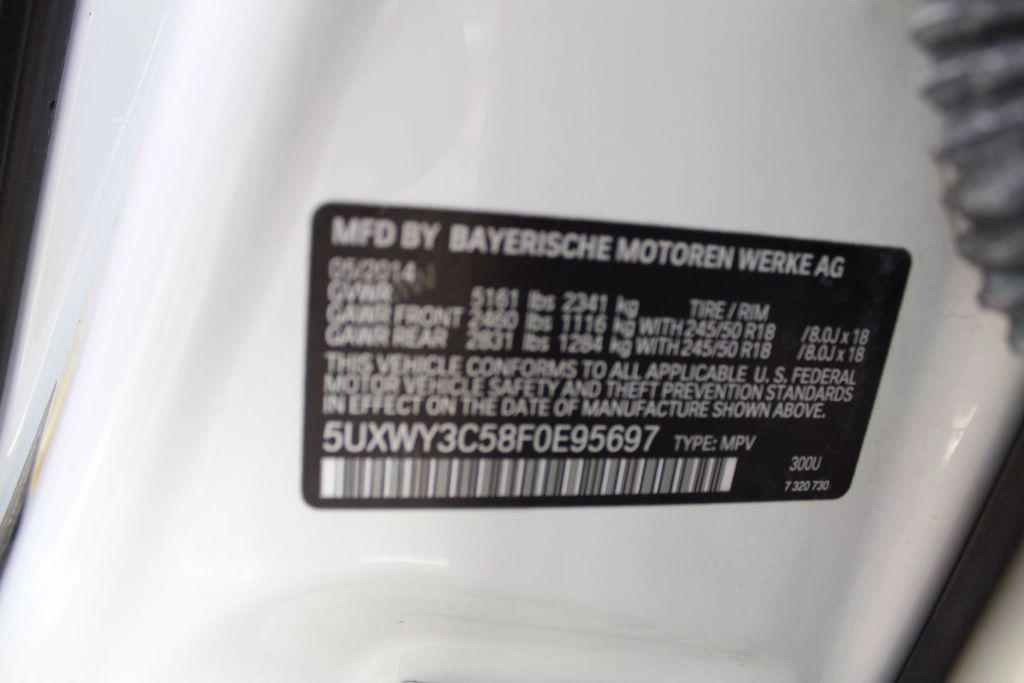 MFD BY BAYERISCHE MOTOREN WERKE AG
05/2014
GVWR 5161 lbs 2341 kg TIRE / RIM
GAWR FRONT 2460 lbs 1116 kg WITH 245/50 R18 /8.0J x 18
GAWR REAR 2831 lbs 1284 kg WITH 245/50 R18 /8.0J x 18
THIS VEHICLE CONFORMS TO ALL APPLICABLE U. S. FEDERAL
MOTOR VEHICLE SAFETY AND THEFT PREVENTION STANDARDS
IN EFFECT ON THE DATE OF MANUFACTURE SHOWN ABOVE.
5UXWY3C58F0E95697 TYPE: MPV
300U
7 320 730